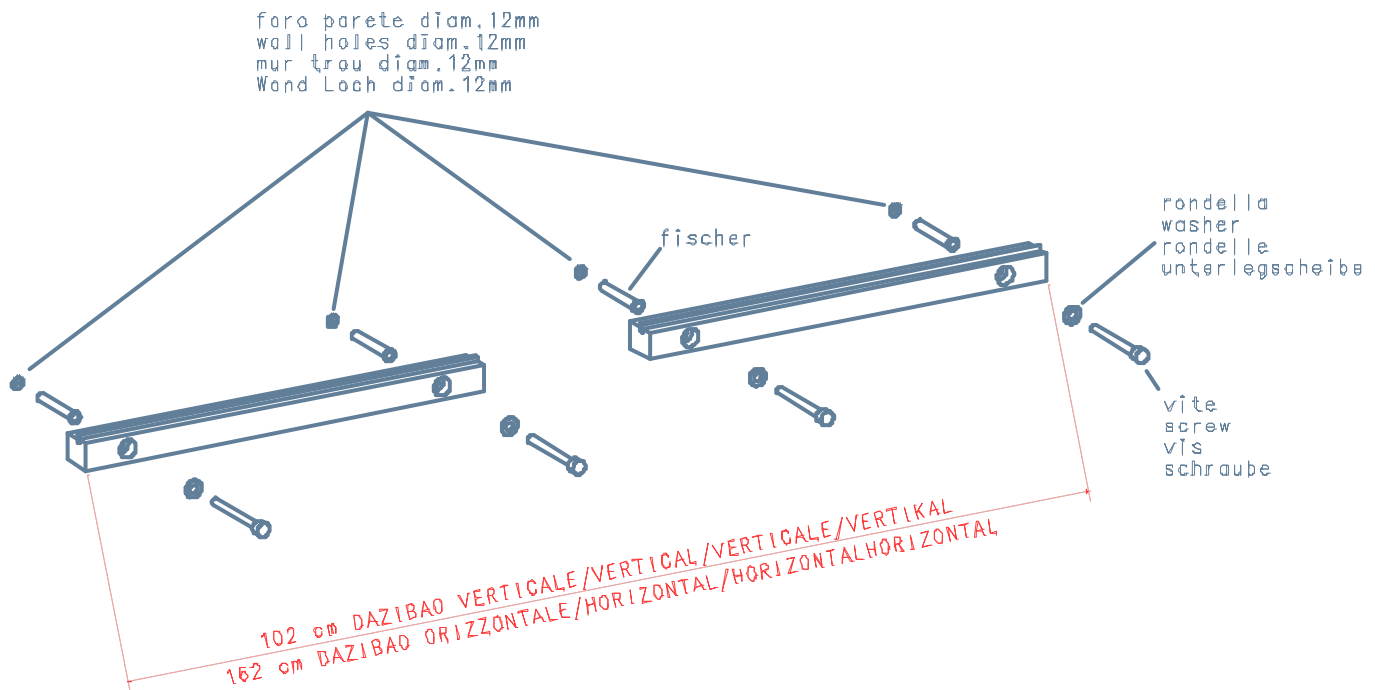 foro parete diam.12mm
wall holes diam.12mm
mur trou diam.12mm
Wand Loch diam.12mm
fischer
rondella
washer
rondelle
unterlegscheibe
vite
screw
vis
schraube
102 cm DAZIBAO VERTICALE/VERTICAL/VERTICALE/VERTIKAL
162 cm DAZIBAO ORIZZONTALE/HORIZONTAL/HORIZONTALHORIZONTAL